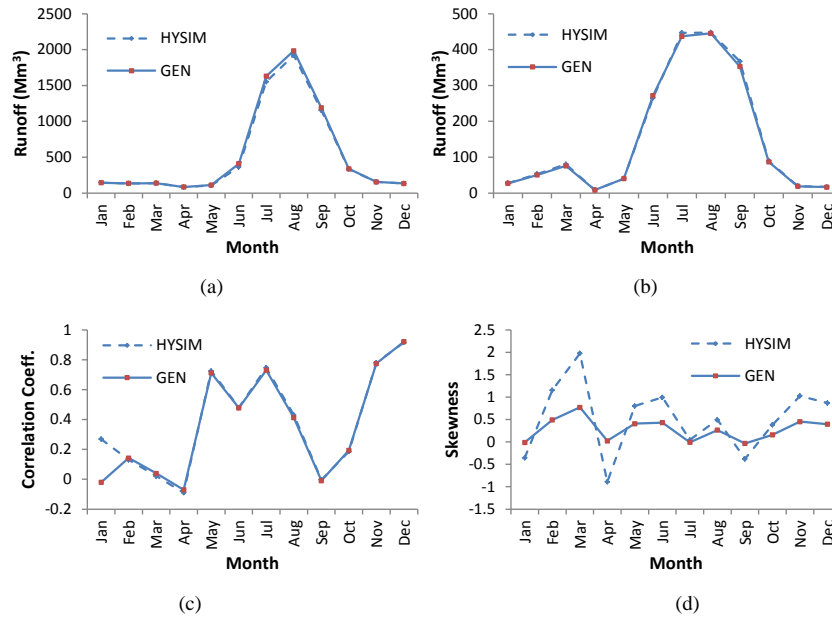 2500
2000
1500
1000
500
0
Runoff (Mm³)
HYSIM
GEN
Jan Feb Mar Apr May Jun Jul Aug Sep Oct Nov Dec
Month
(a)
500
400
300
200
100
0
Runoff (Mm³)
HYSIM
GEN
Jan Feb Mar Apr May Jun Jul Aug Sep Oct Nov Dec
Month
(b)
1
0.8
0.6
0.4
0.2
0
-0.2
Correlation Coeff.
HYSIM
GEN
Jan Feb Mar Apr May Jun Jul Aug Sep Oct Nov Dec
Month
(c)
2.5
2
1.5
1
0.5
0
-0.5
-1
-1.5
Skewness
HYSIM
GEN
Jan Feb Mar Apr May Jun Jul Aug Sep Oct Nov Dec
Month
(d)